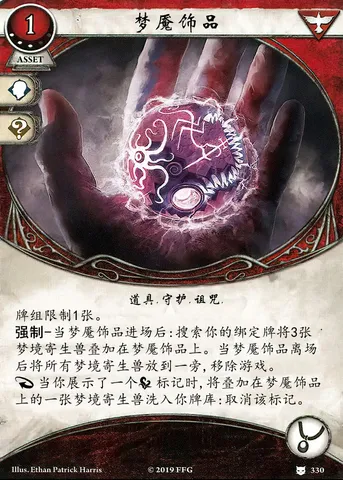 梦魇饰品
1
ASSET
道具.守护.诅咒.
牌组限制1张。
强制-当梦魇饰品进场后:搜索你的绑定牌将3张
梦境寄生兽叠加在梦魇饰品上。当梦魇饰品离场
后将所有梦境寄生兽放到一旁,移除游戏。
当你展示了一个 标记时,将叠加在梦魇饰品
上的一张梦境寄生兽洗入你牌库:取消该标记。
Illus. Ethan Patrick Harris
© 2019 FFG
330